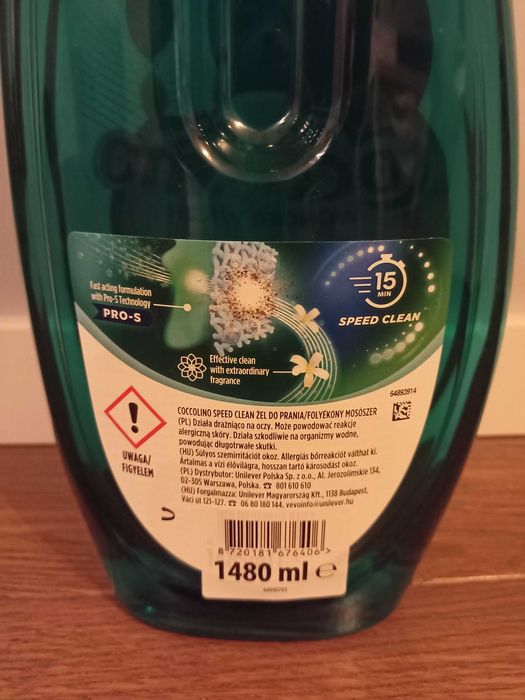 Fast acting formulation
with Pro-S Technology
PRO-S
15
MIN
SPEED CLEAN
Effective clean
with extraordinary
fragrance
64893914
UWAGA/
FIGYELEM
COCCOLINO SPEED CLEAN ŻEL DO PRANIA/FOLYÉKONY MOSÓSZER
(PL) Działa drażniąco na oczy. Może powodować reakcje
alergiczną skóry. Działa szkodliwie na organizmy wodne,
powodując długotrwałe skutki.
(HU) Súlyos szemirritációt okoz. Allergiás bőrreakciót válthat ki.
Ártalmas a vízi élővilágra, hosszan tartó károsodást okoz.
(PL) Dystrybutor: Unilever Polska Sp. z o.o., Al. Jerozolimskie 134,
02-305 Warszawa, Polska. ☎ 801 610 610
(HU) Forgalmazza: Unilever Magyarország Kft., 1138 Budapest,
Váci út 121-127. ☎ 06 80 180 144, vevoinfo@unilever.hu
8 720181 676406
1480 ml ℮